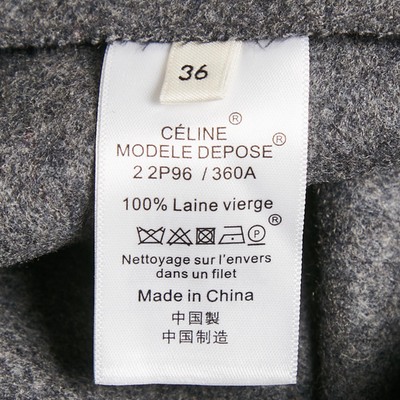 36
CÉLINE®
MODELE DEPOSE®
2 2P96 / 360A
100% Laine vierge
®
P
Nettoyage sur l'envers
dans un filet
Made in China
中国製
中国制造